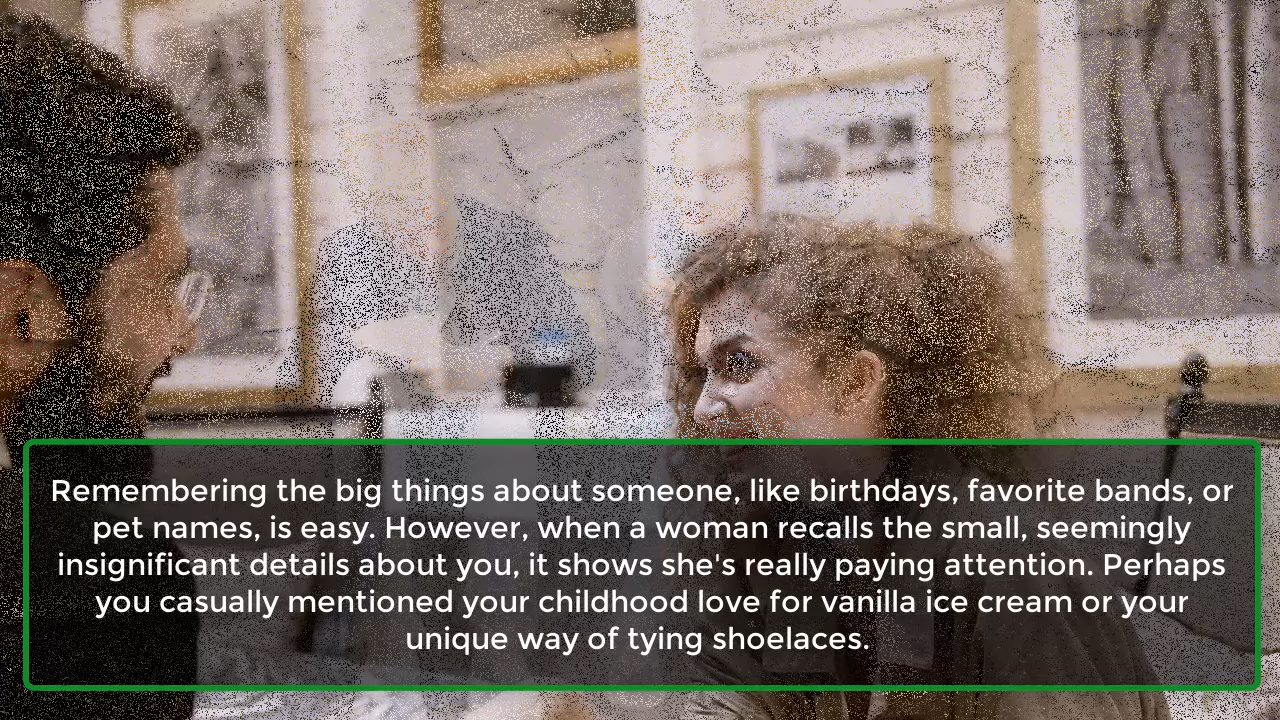 Remembering the big things about someone, like birthdays, favorite bands, or
pet names, is easy. However, when a woman recalls the small, seemingly
insignificant details about you, it shows she's really paying attention. Perhaps
you casually mentioned your childhood love for vanilla ice cream or your
unique way of tying shoelaces.